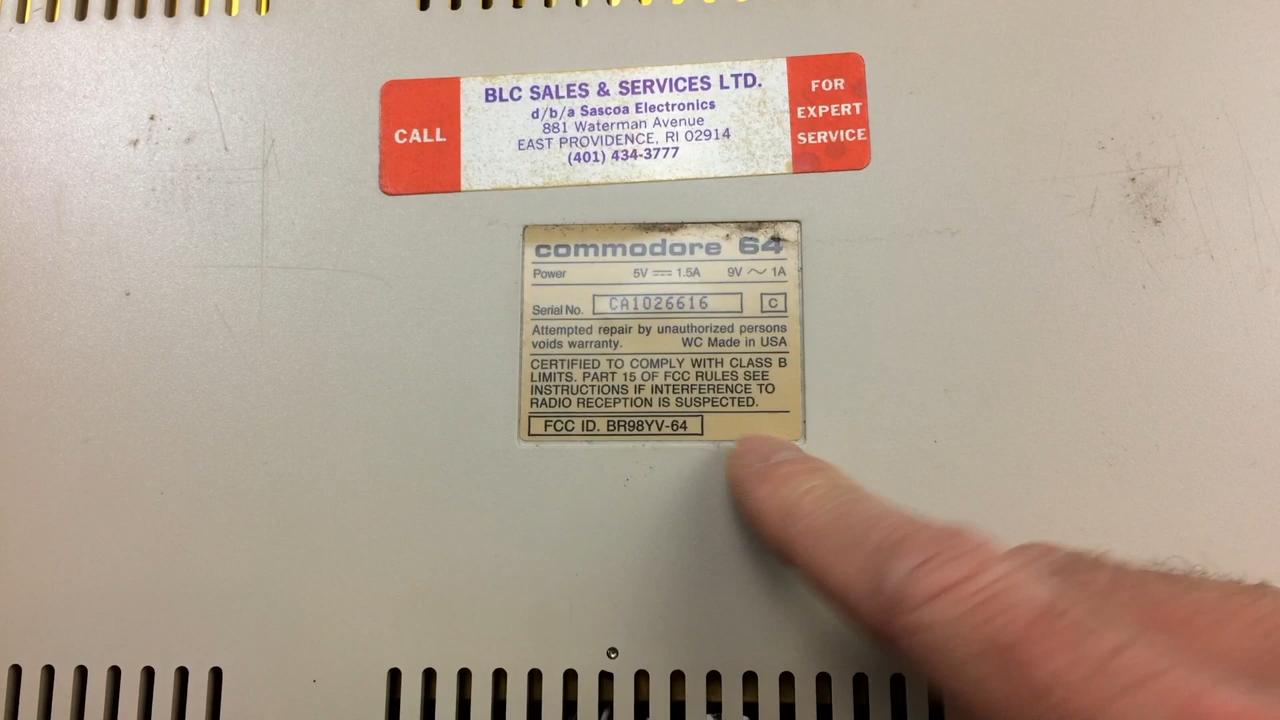 CALL
BLC SALES & SERVICES LTD.
d/b/a Sascoa Electronics
881 Waterman Avenue
EAST PROVIDENCE, RI 02914
(401) 434-3777
FOR
EXPERT
SERVICE
commodore 64
Power 5V ⎓ 1.5A 9V ～ 1A
Serial No. CA1026616 C
Attempted repair by unauthorized persons
voids warranty. WC Made in USA
CERTIFIED TO COMPLY WITH CLASS B
LIMITS. PART 15 OF FCC RULES SEE
INSTRUCTIONS IF INTERFERENCE TO
RADIO RECEPTION IS SUSPECTED.
FCC ID. BR98YV-64